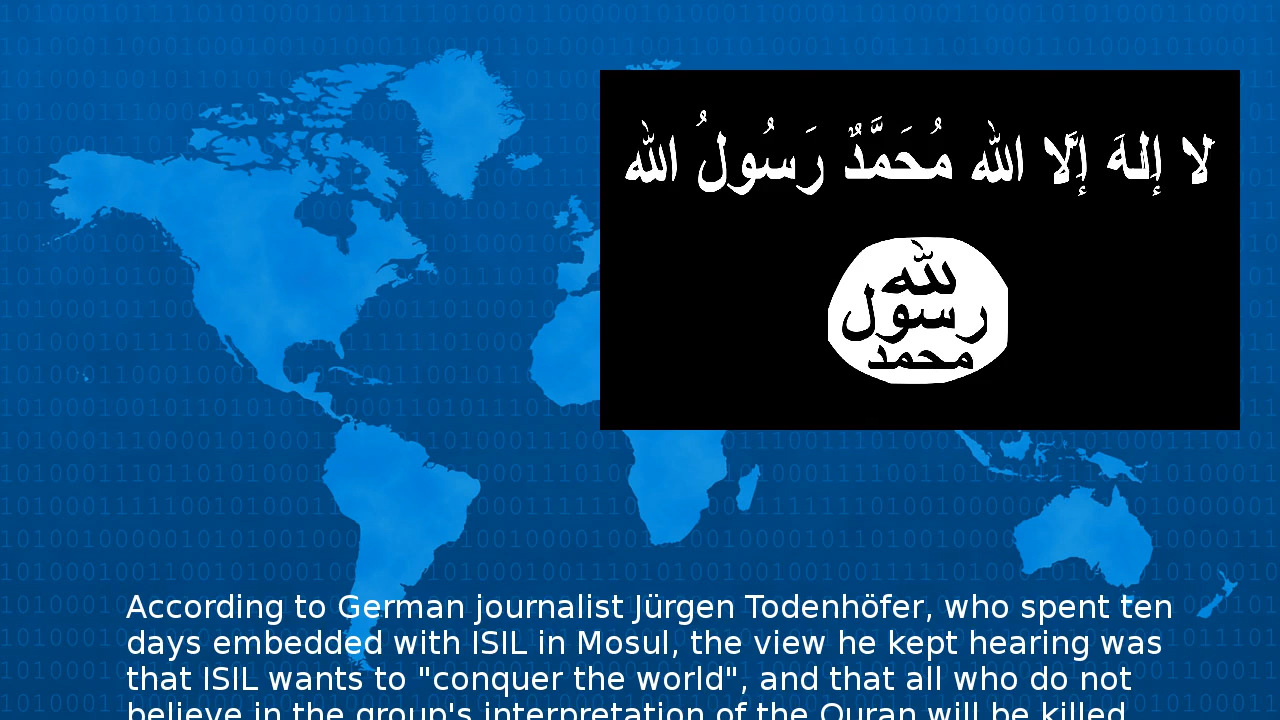 لا إلهَ إلَّا الله مُحَمَّدٌ رَسُولُ الله
لله
رسول
محمد
According to German journalist Jürgen Todenhöfer, who spent ten
days embedded with ISIL in Mosul, the view he kept hearing was
that ISIL wants to "conquer the world", and that all who do not
believe in the group's interpretation of the Quran will be killed.